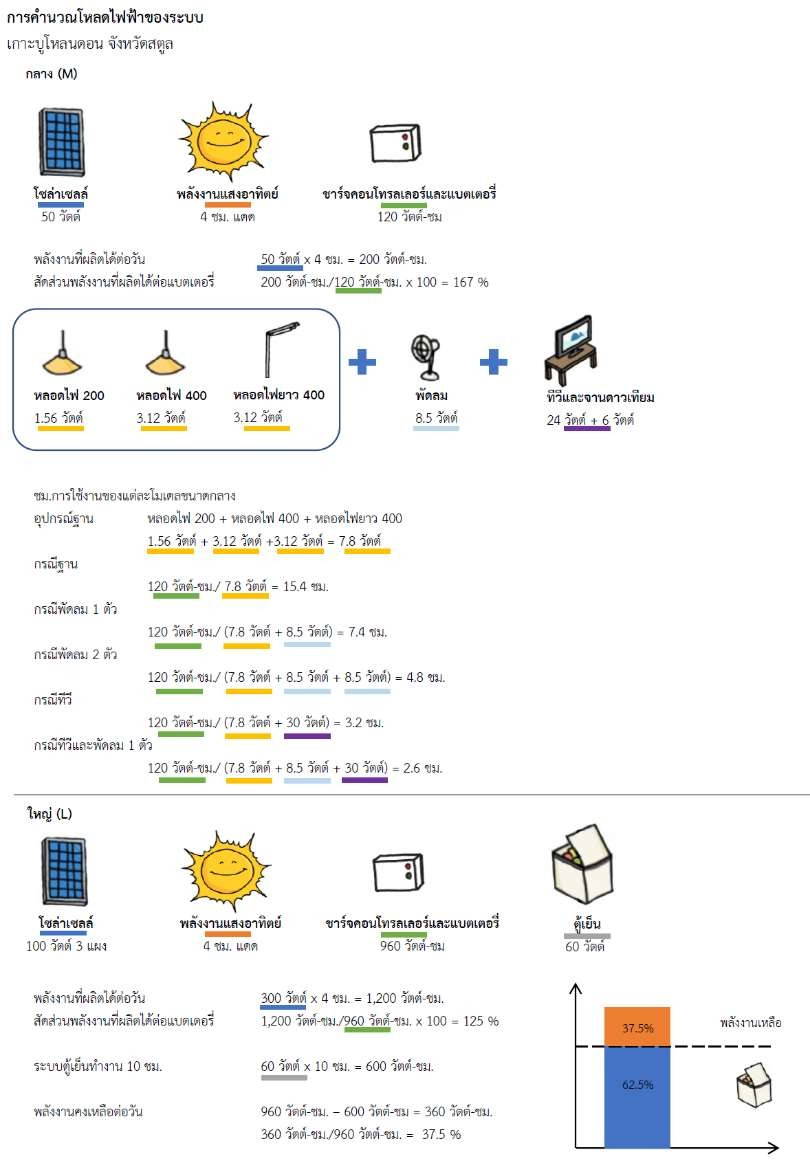 การคำนวณโหลดไฟฟ้าของระบบ
เกาะบูโหลนดอน จังหวัดสตูล
กลาง (M)
โซล่าเซลล์ พลังงานแสงอาทิตย์ ชาร์จคอนโทรลเลอร์และแบตเตอรี่
50 วัตต์ 4 ชม. แดด 120 วัตต์-ชม
พลังงานที่ผลิตได้ต่อวัน 50 วัตต์ x 4 ชม. = 200 วัตต์-ชม.
สัดส่วนพลังงานที่ผลิตได้ต่อแบตเตอรี่ 200 วัตต์-ชม./120 วัตต์-ชม. x 100 = 167 %
หลอดไฟ 200 หลอดไฟ 400 หลอดไฟยาว 400 พัดลม ทีวีและจานดาวเทียม
1.56 วัตต์ 3.12 วัตต์ 3.12 วัตต์ 8.5 วัตต์ 24 วัตต์ + 6 วัตต์
ชม.การใช้งานของแต่ละโมเดลขนาดกลาง
อุปกรณ์ฐาน หลอดไฟ 200 + หลอดไฟ 400 + หลอดไฟยาว 400
1.56 วัตต์ + 3.12 วัตต์ +3.12 วัตต์ = 7.8 วัตต์
กรณีฐาน
120 วัตต์-ชม./ 7.8 วัตต์ = 15.4 ชม.
กรณีพัดลม 1 ตัว
120 วัตต์-ชม./ (7.8 วัตต์ + 8.5 วัตต์) = 7.4 ชม.
กรณีพัดลม 2 ตัว
120 วัตต์-ชม./ (7.8 วัตต์ + 8.5 วัตต์ + 8.5 วัตต์) = 4.8 ชม.
กรณีทีวี
120 วัตต์-ชม./ (7.8 วัตต์ + 30 วัตต์) = 3.2 ชม.
กรณีทีวีและพัดลม 1 ตัว
120 วัตต์-ชม./ (7.8 วัตต์ + 8.5 วัตต์ + 30 วัตต์) = 2.6 ชม.
ใหญ่ (L)
โซล่าเซลล์ พลังงานแสงอาทิตย์ ชาร์จคอนโทรลเลอร์และแบตเตอรี่ ตู้เย็น
100 วัตต์ 3 แผง 4 ชม. แดด 960 วัตต์-ชม 60 วัตต์
พลังงานที่ผลิตได้ต่อวัน 300 วัตต์ x 4 ชม. = 1,200 วัตต์-ชม.
สัดส่วนพลังงานที่ผลิตได้ต่อแบตเตอรี่ 1,200 วัตต์-ชม./960 วัตต์-ชม. x 100 = 125 %
ระบบตู้เย็นทำงาน 10 ชม. 60 วัตต์ x 10 ชม. = 600 วัตต์-ชม.
พลังงานคงเหลือต่อวัน 960 วัตต์-ชม. – 600 วัตต์-ชม = 360 วัตต์-ชม.
360 วัตต์-ชม./960 วัตต์-ชม. = 37.5 %
พลังงานเหลือ
37.5%
62.5%